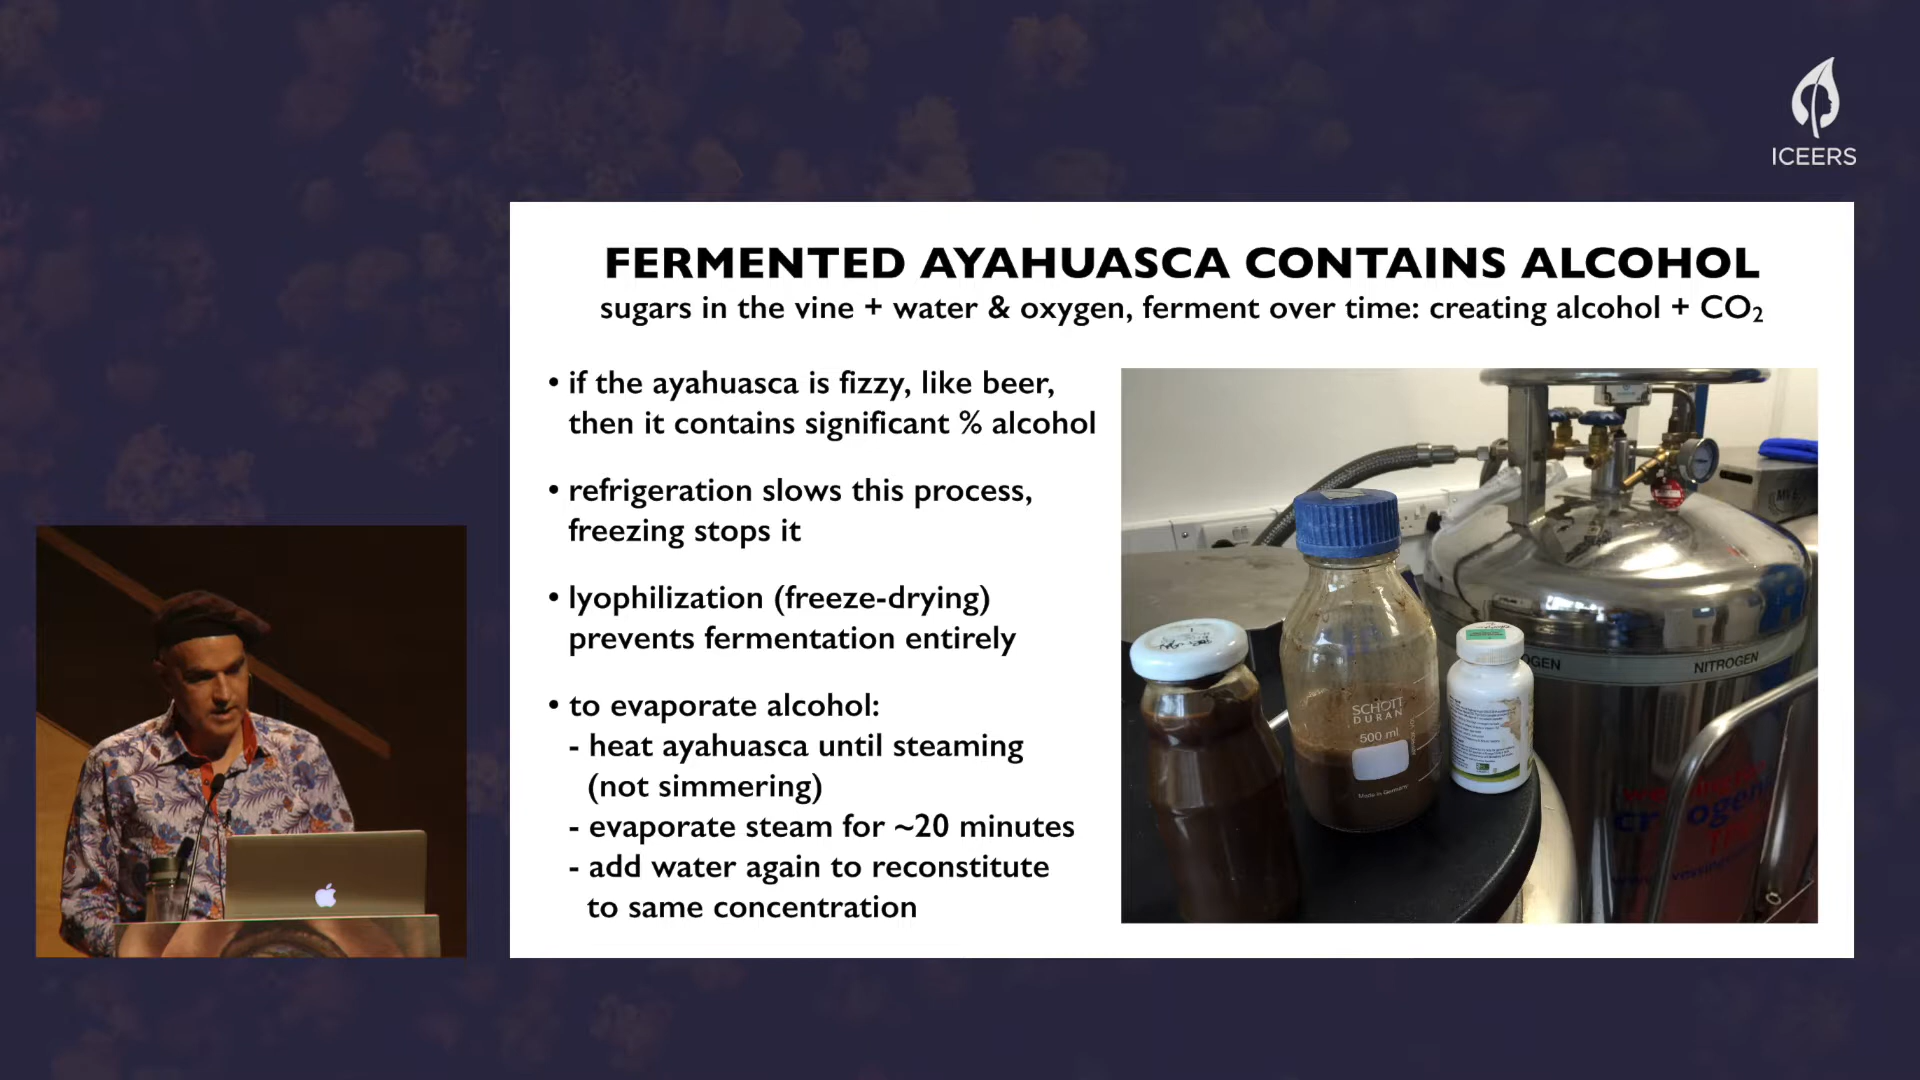 ICEERS
FERMENTED AYAHUASCA CONTAINS ALCOHOL
sugars in the vine + water & oxygen, ferment over time: creating alcohol + CO₂
• if the ayahuasca is fizzy, like beer,
then it contains significant % alcohol
• refrigeration slows this process,
freezing stops it
• lyophilization (freeze-drying)
prevents fermentation entirely
• to evaporate alcohol:
- heat ayahuasca until steaming
(not simmering)
- evaporate steam for ~20 minutes
- add water again to reconstitute
to same concentration
SCHOTT
DURAN
500 ml
Made in Germany
NITROGEN